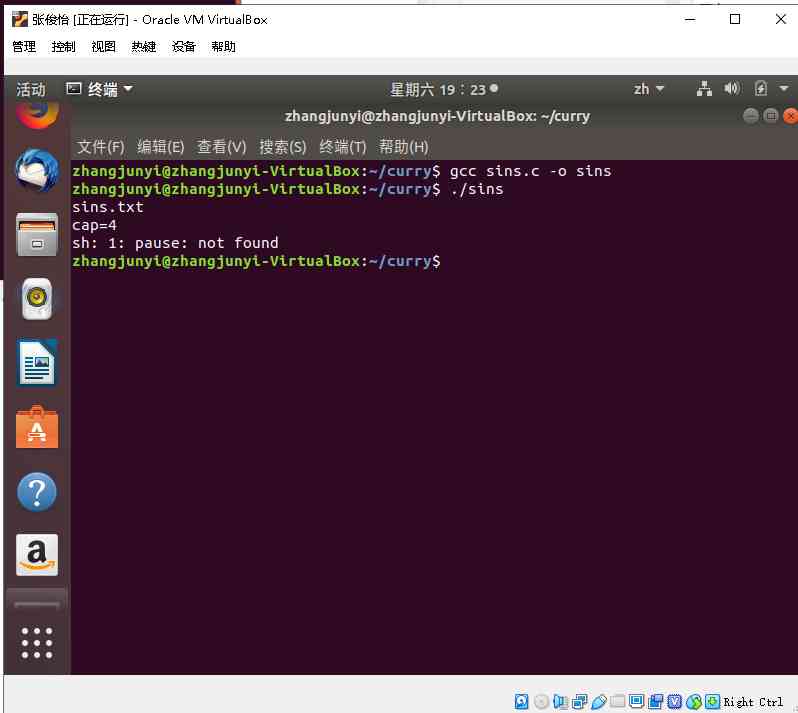 张俊怡 [正在运行] - Oracle VM VirtualBox
管理 控制 视图 热键 设备 帮助
活动 终端 星期六 19：23 zh
zhangjunyi@zhangjunyi-VirtualBox: ~/curry
文件(F) 编辑(E) 查看(V) 搜索(S) 终端(T) 帮助(H)
zhangjunyi@zhangjunyi-VirtualBox:~/curry$ gcc sins.c -o sins
zhangjunyi@zhangjunyi-VirtualBox:~/curry$ ./sins
sins.txt
cap=4
sh: 1: pause: not found
zhangjunyi@zhangjunyi-VirtualBox:~/curry$
Right Ctrl